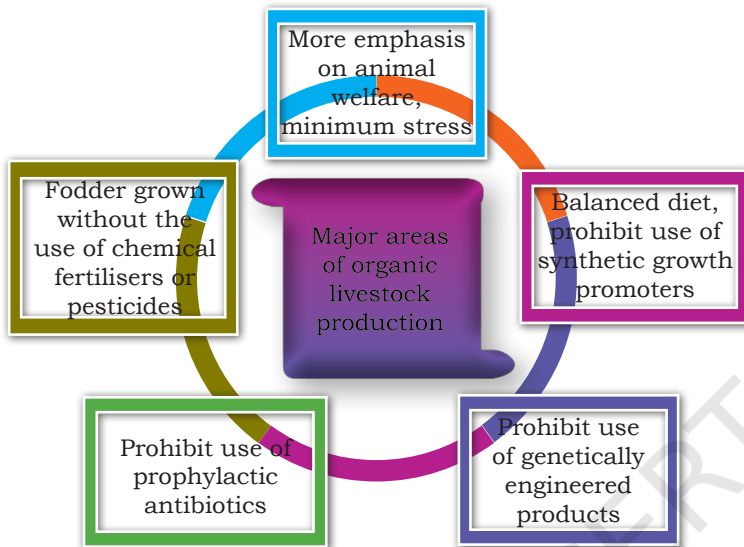 More emphasis
on animal
welfare,
minimum stress
Balanced diet,
prohibit use of
synthetic growth
promoters
Prohibit use
of genetically
engineered
products
Prohibit use of
prophylactic
antibiotics
Fodder grown
without the
use of chemical
fertilisers or
pesticides
Major areas
of organic
livestock
production